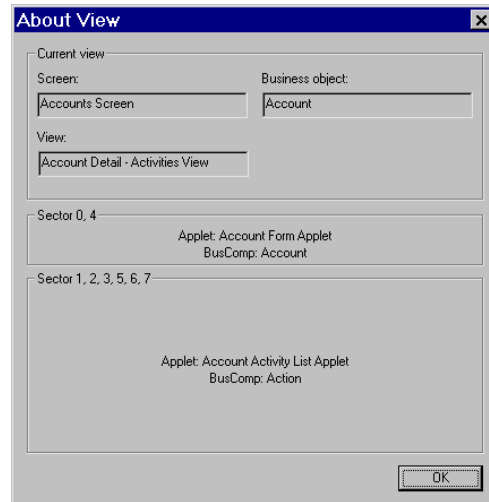 About View
Current view
Screen:
Business object:
Accounts Screen
Account
View:
Account Detail - Activities View
Sector 0, 4
Applet: Account Form Applet
BusComp: Account
Sector 1, 2, 3, 5, 6, 7
Applet: Account Activity List Applet
BusComp: Action
OK